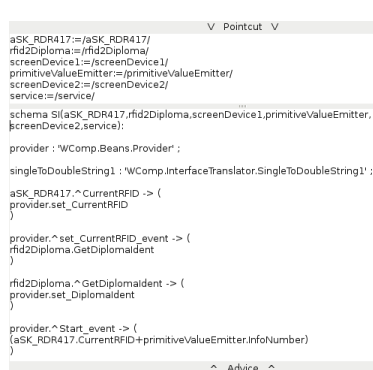 V Pointcut V
aSK_RDR417:=/aSK_RDR417/
rfid2Diploma:=/rfid2Diploma/
screenDevice1:=/screenDevice1/
primitiveValueEmitter:=/primitiveValueEmitter/
screenDevice2:=/screenDevice2/
service:=/service/
schema SI(aSK_RDR417,rfid2Diploma,screenDevice1,primitiveValueEmitter,
screenDevice2,service):
provider : 'WComp.Beans.Provider' ;
singleToDoubleString1 : 'WComp.InterfaceTranslator.SingleToDoubleString1' ;
aSK_RDR417.^CurrentRFID -> (
provider.set_CurrentRFID
)
provider.^set_CurrentRFID_event -> (
rfid2Diploma.GetDiplomaIdent
)
rfid2Diploma.^GetDiplomaIdent -> (
provider.set_DiplomaIdent
)
provider.^Start_event -> (
(aSK_RDR417.CurrentRFID+primitiveValueEmitter.InfoNumber)
)
^ Advice ^